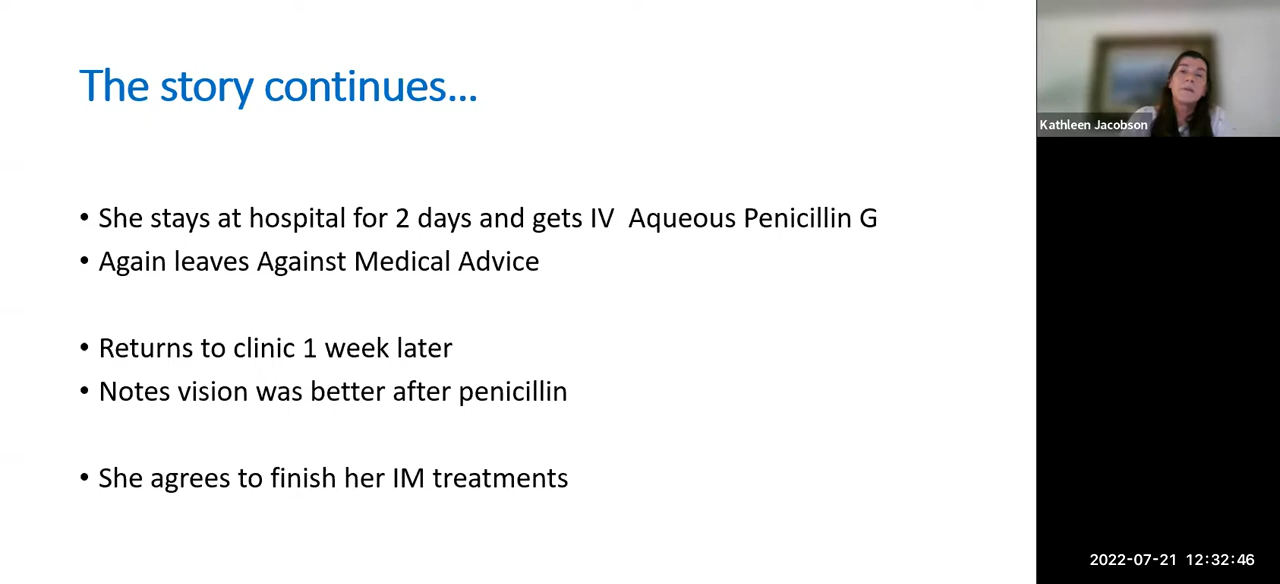 The story continues...
• She stays at hospital for 2 days and gets IV  Aqueous Penicillin G
• Again leaves Against Medical Advice
• Returns to clinic 1 week later
• Notes vision was better after penicillin
• She agrees to finish her IM treatments
Kathleen Jacobson
2022-07-21 12:32:46